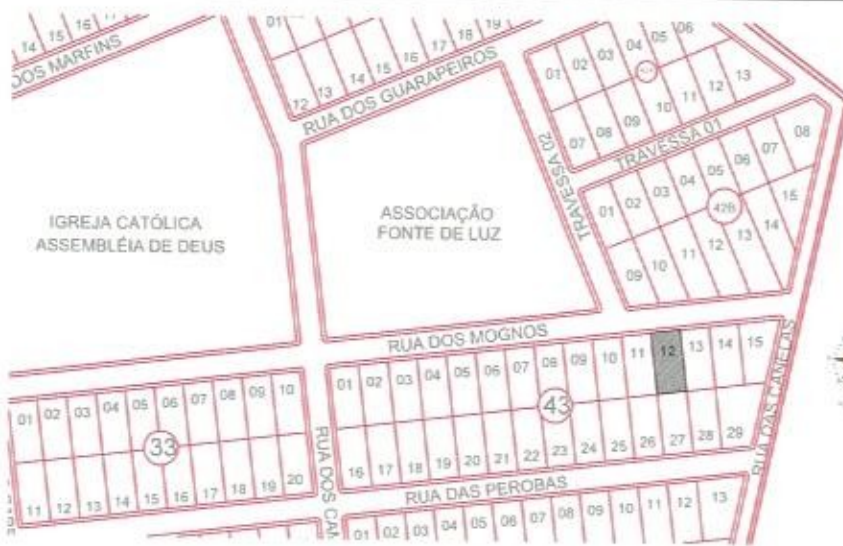 14 15 16
DOS MARFINS
01
12 13 14 15 16 17 18 19
RUA DOS GUARAPEIROS
01 02 03 04 05 06
07 08 09 10 11 12 13
TRAVESSA 02
TRAVESSA 01
01 02 03 04 05 06 07 08
42B
09 10 11 12 13 14 15
IGREJA CATÓLICA
ASSEMBLÉIA DE DEUS
ASSOCIAÇÃO
FONTE DE LUZ
RUA DOS MOGNOS
01 02 03 04 05 06 07 08 09 10
33
11 12 13 14 15 16 17 18 19 20
RUA DOS CAM
01 02 03 04 05 06 07 08 09 10 11 12 13 14 15
43
16 17 18 19 20 21 22 23 24 25 26 27 28 29
RUA DAS CANELAS
RUA DAS PEROBAS
01 02 03 04 05 06 07 08 09 10 11 12 13